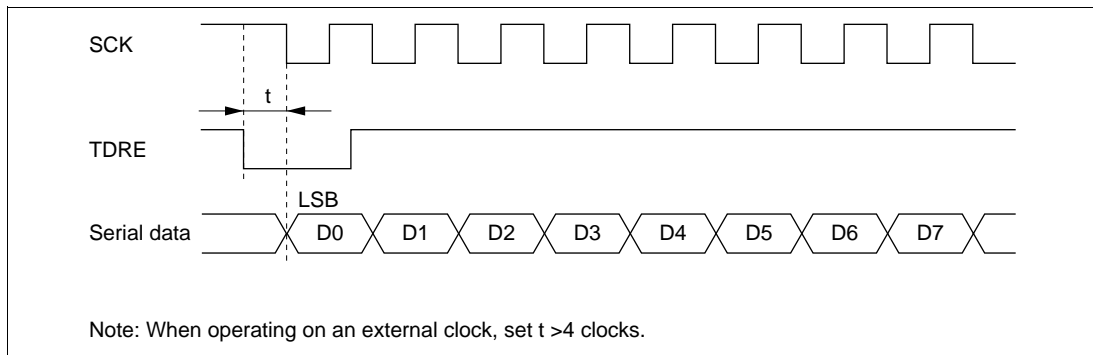 SCK
t
TDRE
LSB
Serial data D0 D1 D2 D3 D4 D5 D6 D7
Note: When operating on an external clock, set t >4 clocks.